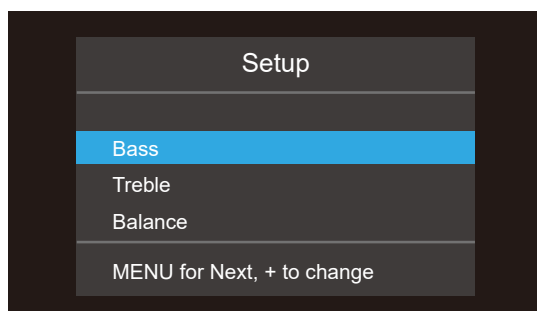 Setup
Bass
Treble
Balance
MENU for Next, + to change